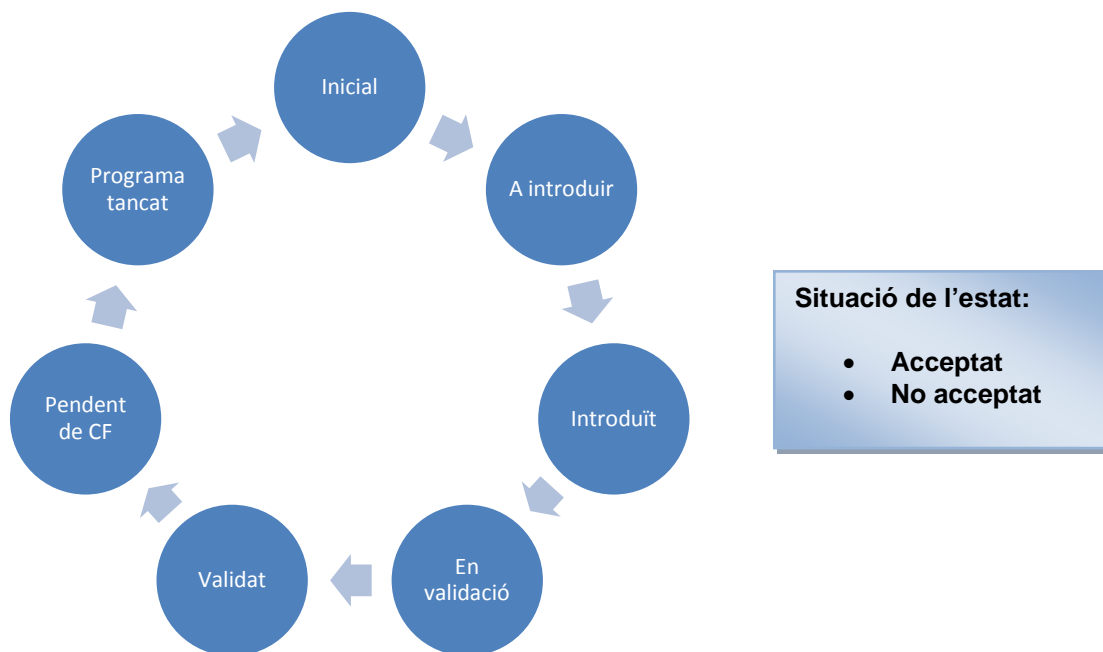 Inicial
A introduir
Introduït
En
validació
Validat
Pendent
de CF
Programa
tancat
Situació de l’estat:
• Acceptat
• No acceptat